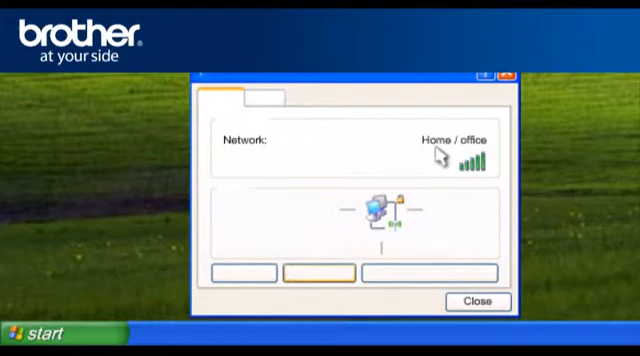 brother
at your side
Network:
Home / office
Close
start